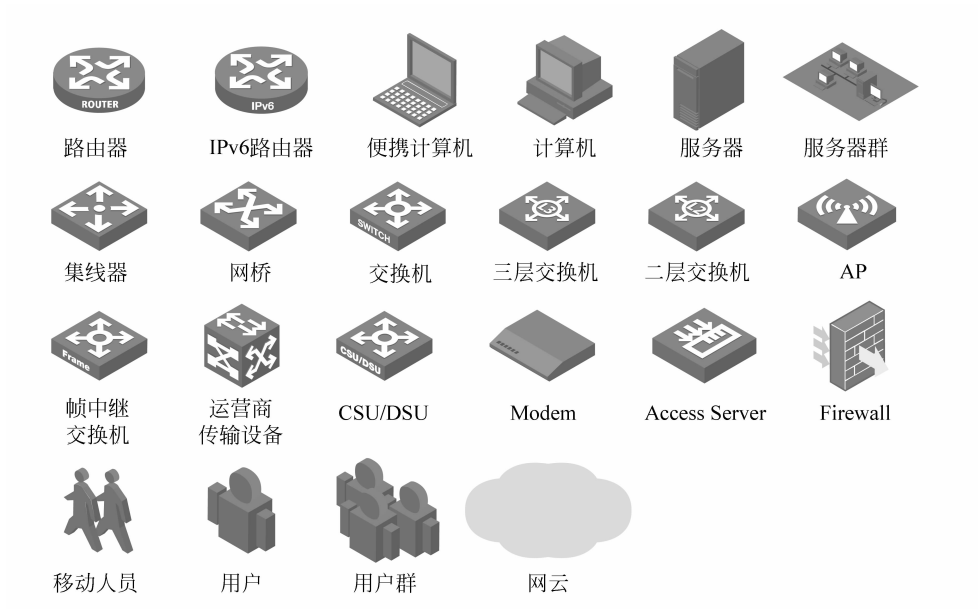 ROUTER
IPv6
路由器
IPv6路由器
便携计算机
计算机
服务器
服务器群
SWITCH
L3
L2
集线器
网桥
交换机
三层交换机
二层交换机
AP
Frame
CSU/DSU
帧中继
交换机
运营商
传输设备
CSU/DSU
Modem
Access Server
Firewall
移动人员
用户
用户群
网云